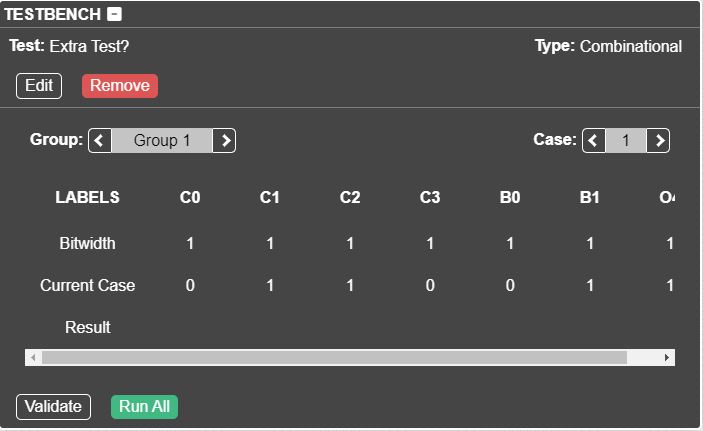 TESTBENCH
Test: Extra Test? Type: Combinational
Edit Remove
Group: Group 1 Case: 1
LABELS C0 C1 C2 C3 B0 B1
Bitwidth 1 1 1 1 1 1 1
Current Case 0 1 1 0 0 1 1
Result
Validate Run All